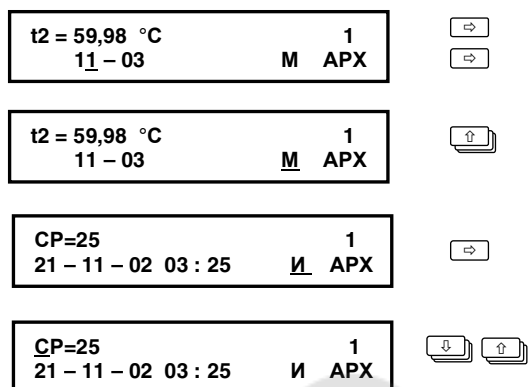 t2 = 59,98 °C 1
11 – 03 М АРХ
t2 = 59,98 °C 1
11 – 03 М АРХ
СР=25 1
21 – 11 – 02 03 : 25 И АРХ
СР=25 1
21 – 11 – 02 03 : 25 И АРХ